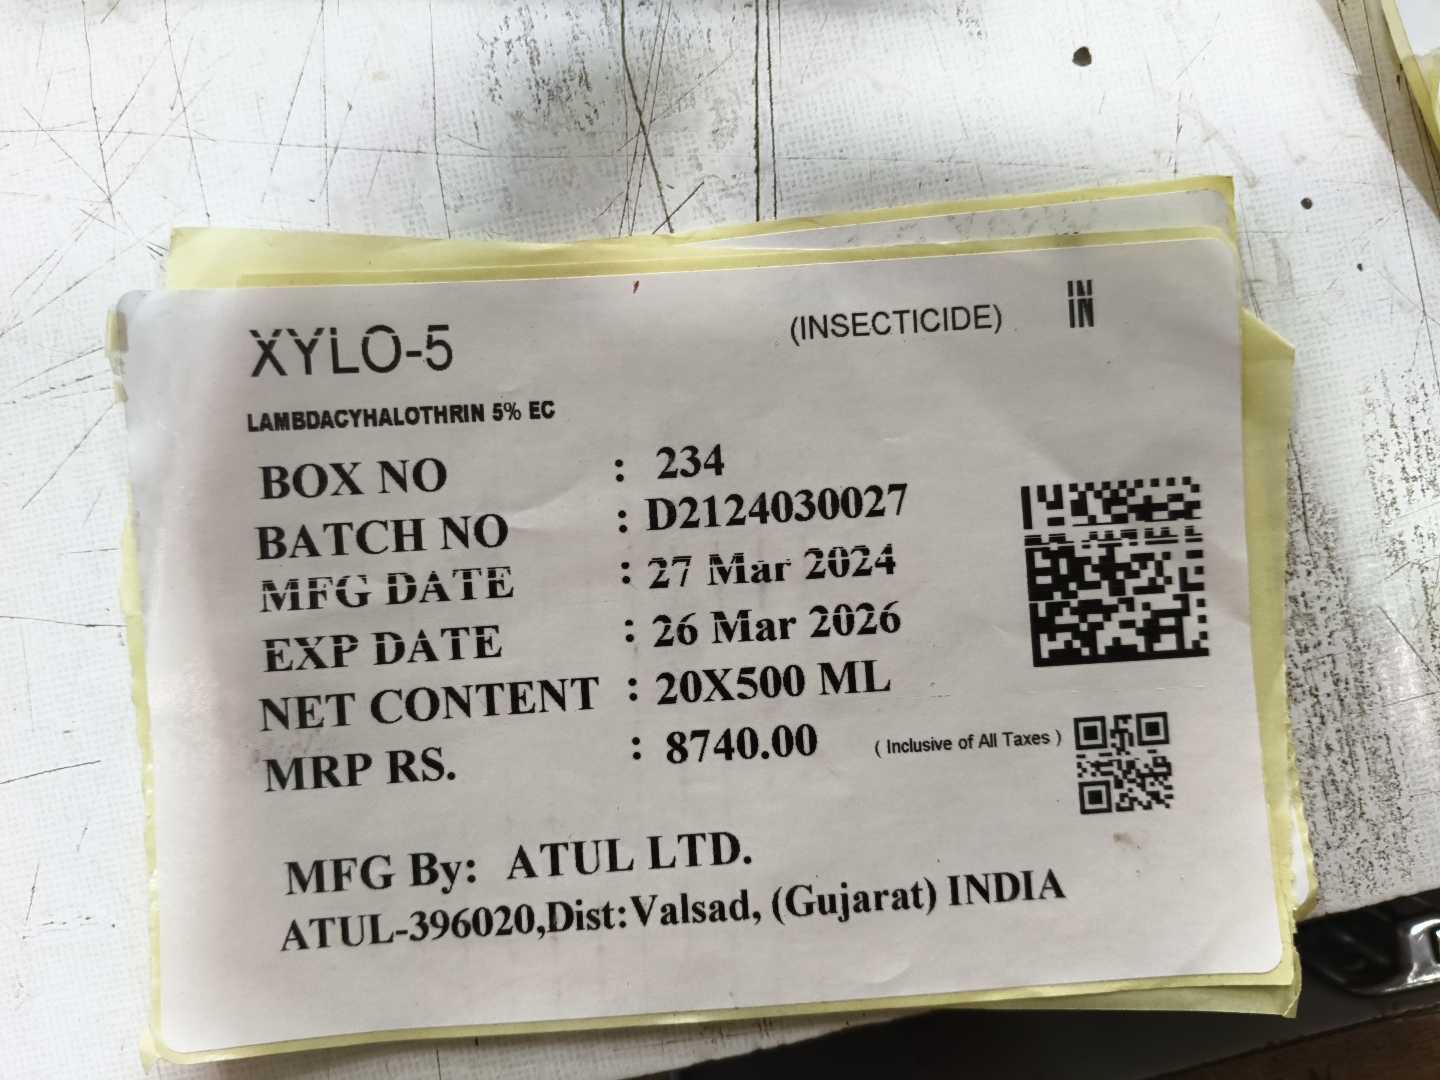 XYLO-5 (INSECTICIDE) IN
LAMBDACYHALOTHRIN 5% EC
BOX NO : 234
BATCH NO : D2124030027
MFG DATE : 27 Mar 2024
EXP DATE : 26 Mar 2026
NET CONTENT : 20X500 ML
MRP RS. : 8740.00 ( Inclusive of All Taxes )
MFG By: ATUL LTD.
ATUL-396020,Dist:Valsad, (Gujarat) INDIA